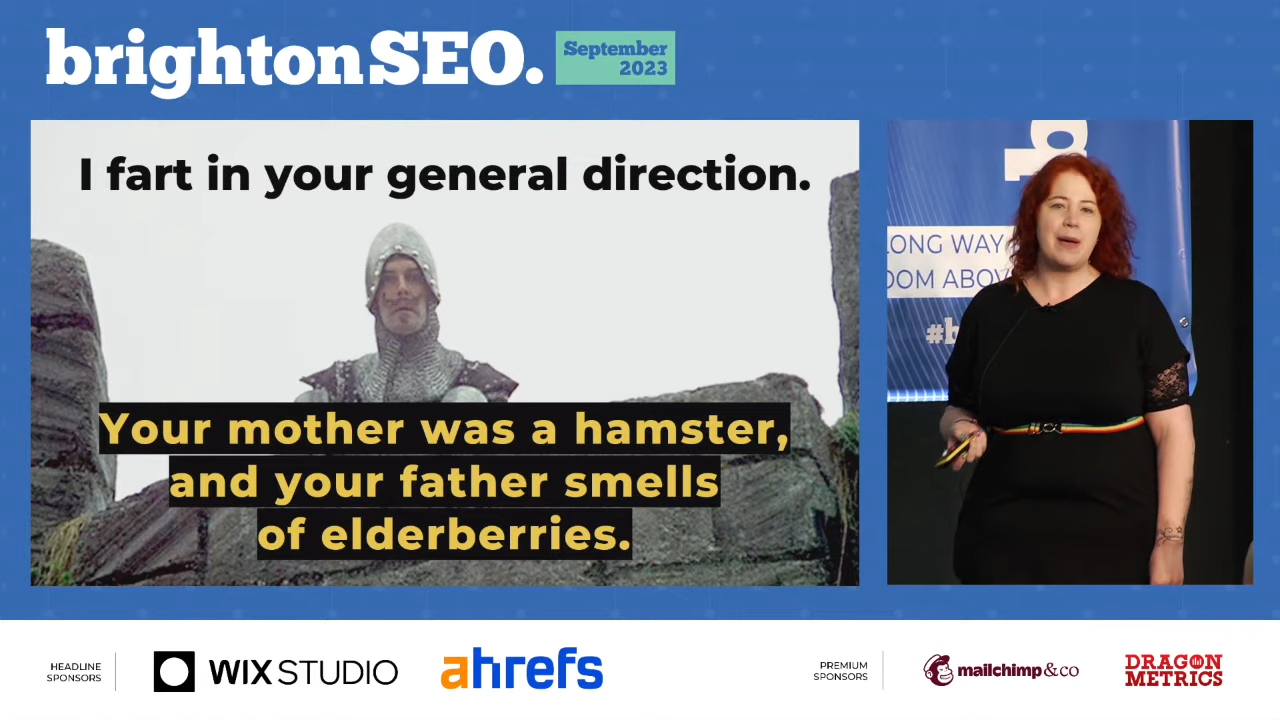 brightonSEO.
September
2023
I fart in your general direction.
Your mother was a hamster,
and your father smells
of elderberries.
LONG WAY
OOM ABOV
#b
HEADLINE
SPONSORS
WIX STUDIO
ahrefs
PREMIUM
SPONSORS
mailchimp&co
DRAGON
METRICS